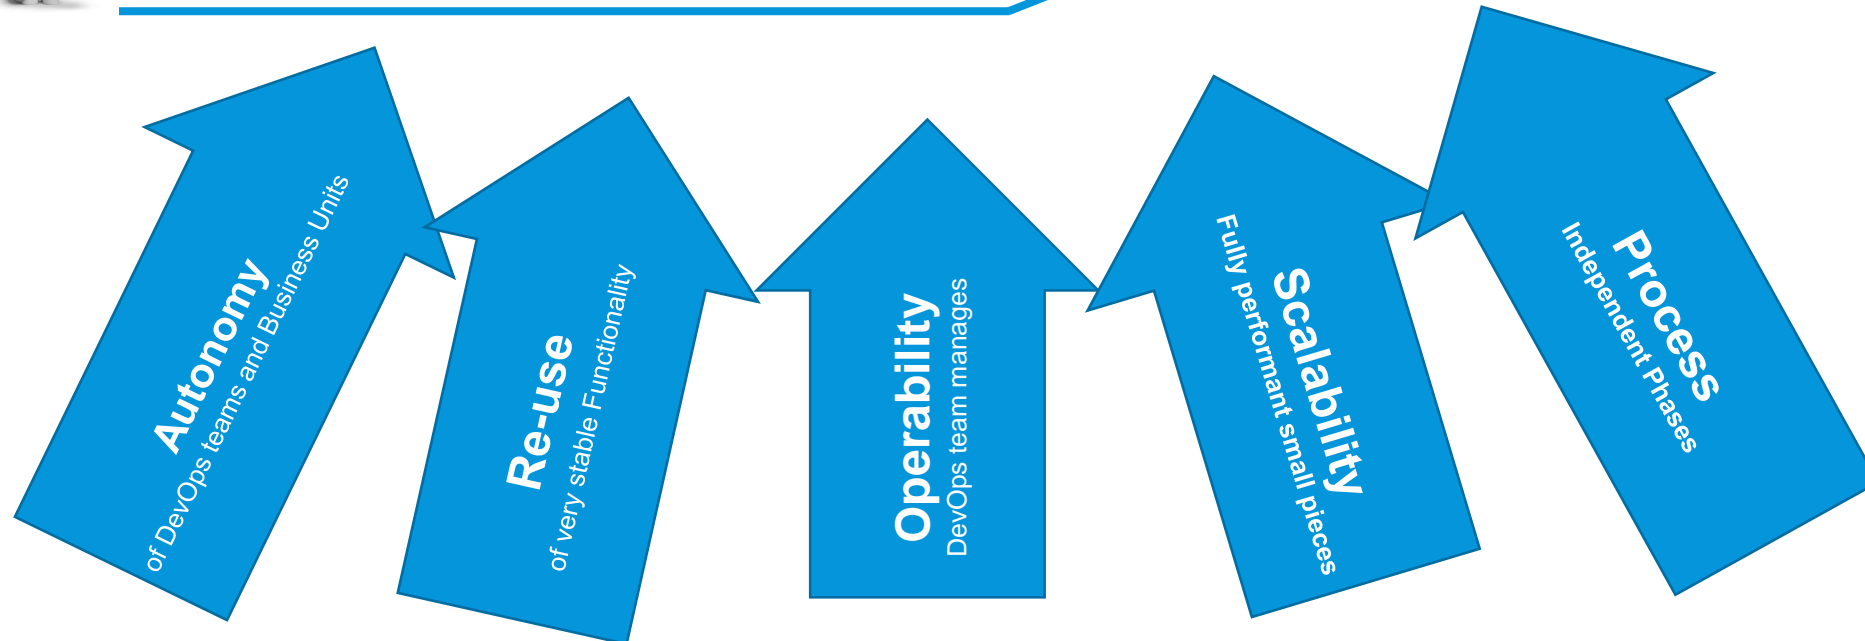 Autonomy
of DevOps teams and Business Units
Re-use
of very stable Functionality
Operability
DevOps team manages
Scalability
Fully performant small pieces
Process
Independent Phases